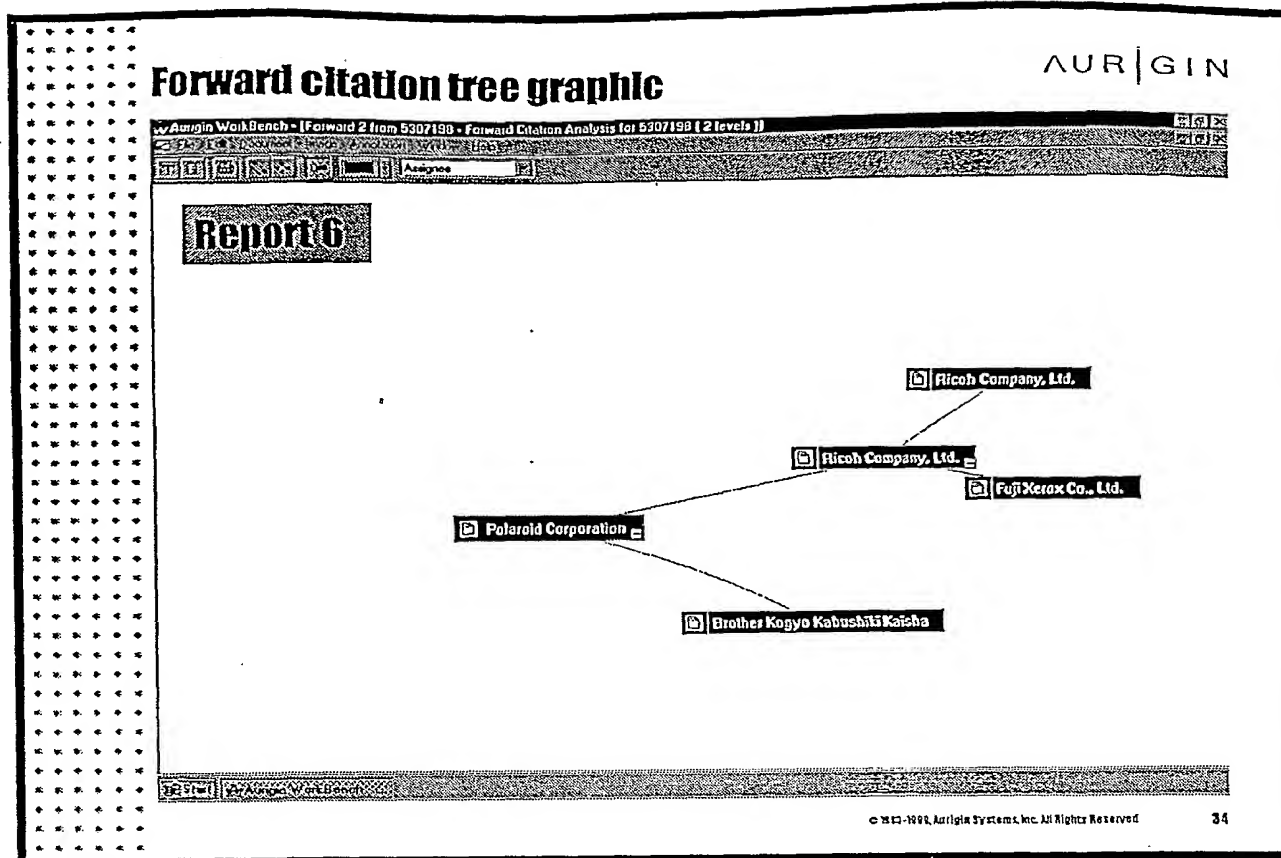 AURIGIN
Forward citation tree graphic
Aurigin WorkBench - [Forward 2 from 5307198 - Forward Citation Analysis for 5307198 ( 2 levels )]
Assignee
Report 6
Ricoh Company, Ltd.
Ricoh Company, Ltd.
Fuji Xerox Co., Ltd.
Polaroid Corporation
Brother Kogyo Kabushiki Kaisha
Start Aurigin WorkBench
Aurigin Systems, Inc. All Rights Reserved
34